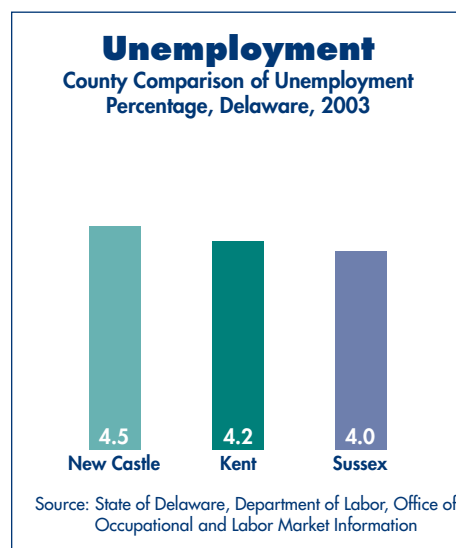 Unemployment
County Comparison of Unemployment
Percentage, Delaware, 2003
4.5 4.2 4.0
New Castle Kent Sussex
Source: State of Delaware, Department of Labor, Office of
Occupational and Labor Market Information